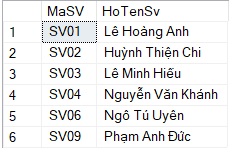 MaSV HoTenSv
1 SV01 Lê Hoàng Anh
2 SV02 Huỳnh Thiện Chi
3 SV03 Lê Minh Hiếu
4 SV04 Nguyễn Văn Khánh
5 SV06 Ngô Tú Uyên
6 SV09 Phạm Anh Đức